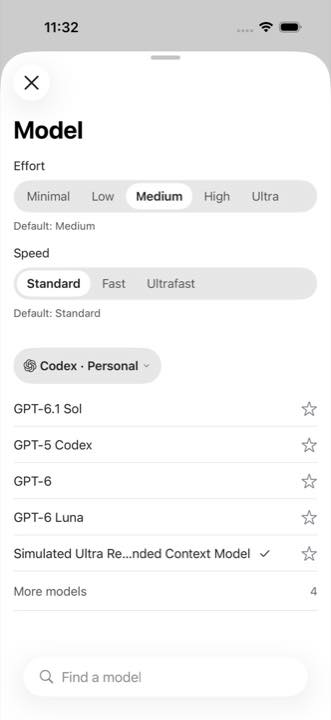 11:32
Model
Effort
Minimal Low Medium High Ultra
Default: Medium
Speed
Standard Fast Ultrafast
Default: Standard
Codex · Personal
GPT-6.1 Sol
GPT-5 Codex
GPT-6
GPT-6 Luna
Simulated Ultra Re...nded Context Model
More models 4
Find a model